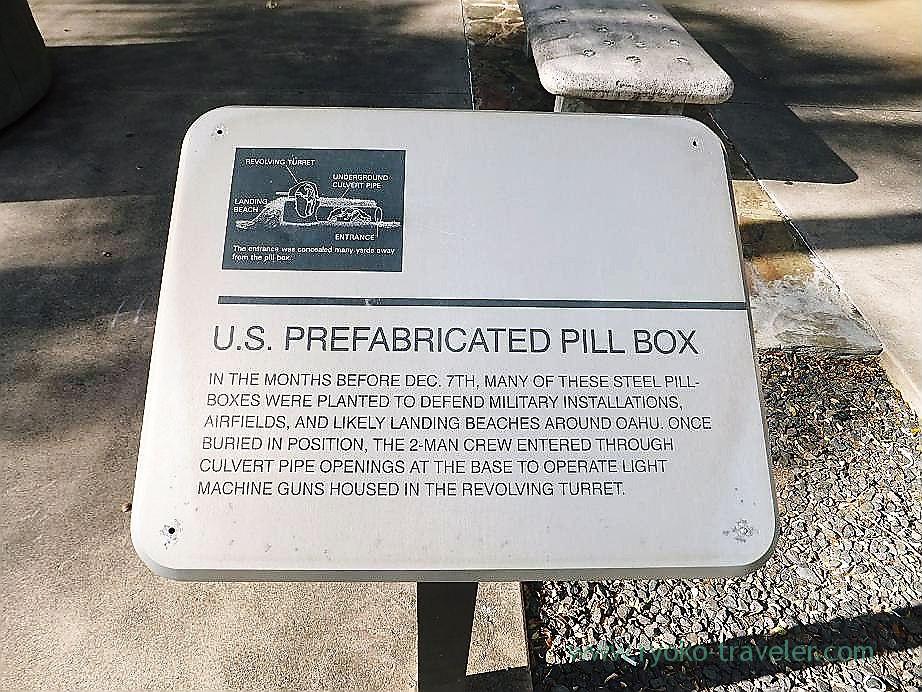 REVOLVING TURRET
UNDERGROUND
CULVERT PIPE
LANDING
BEACH
ENTRANCE
The entrance was concealed many yards away
from the pill box.
U.S. PREFABRICATED PILL BOX
IN THE MONTHS BEFORE DEC. 7TH, MANY OF THESE STEEL PILL-
BOXES WERE PLANTED TO DEFEND MILITARY INSTALLATIONS,
AIRFIELDS, AND LIKELY LANDING BEACHES AROUND OAHU. ONCE
BURIED IN POSITION, THE 2-MAN CREW ENTERED THROUGH
CULVERT PIPE OPENINGS AT THE BASE TO OPERATE LIGHT
MACHINE GUNS HOUSED IN THE REVOLVING TURRET.
www.ryoko-traveler.com